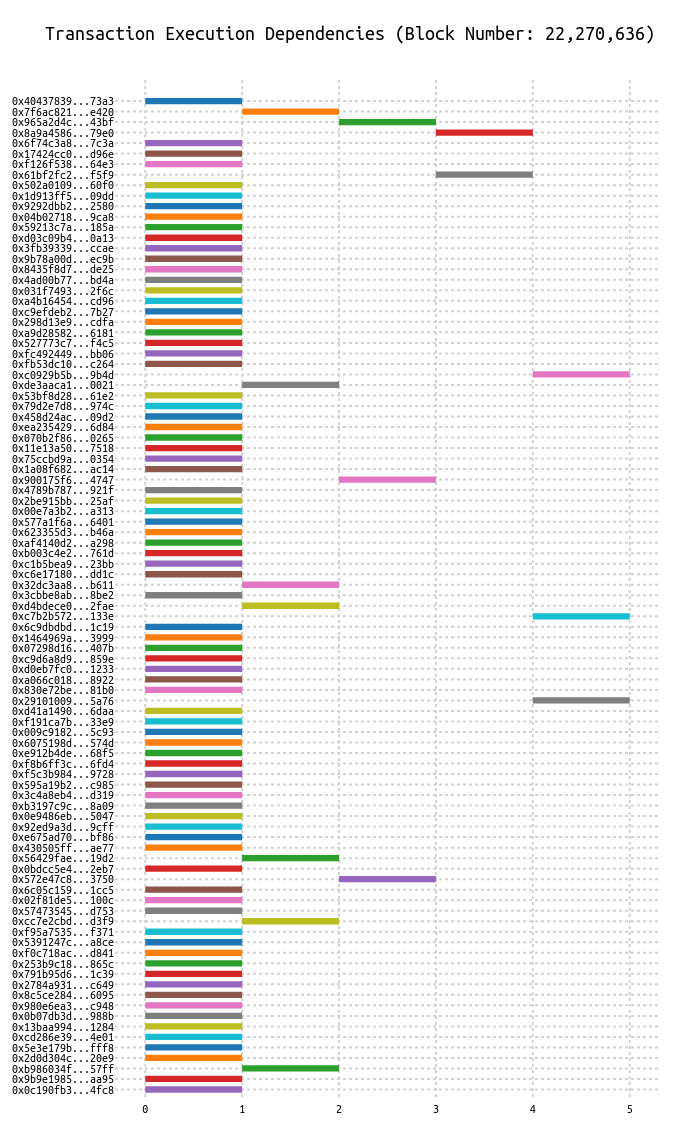 Transaction Execution Dependencies (Block Number: 22,270,636)
0x40437839...73a3
0x7f6ac821...e420
0x965a2d4c...43bf
0x8a9a4586...79e0
0x6f74c3a8...7c3a
0x17424cc0...d96e
0xf126f538...64e3
0x61bf2fc2...f5f9
0x502a0109...60f0
0x1d913ff5...09dd
0x9292dbb2...2580
0x04b02718...9ca8
0x59213c7a...185a
0xd03c09b4...0a13
0x3fb39339...ccae
0x9b78a00d...ec9b
0x8435f8d7...de25
0x4ad00b77...bd4a
0x031f7493...2f6c
0xa4b16454...cd96
0xc9efdeb2...7b27
0x298d13e9...cdfa
0xa9d28582...6181
0x527773c7...f4c5
0xfc492449...bb06
0xfb53dc10...c264
0xc0929b5b...9b4d
0xde3aaca1...0021
0x53bf8d28...61e2
0x79d2e7d8...974c
0x458d24ac...09d2
0xea235429...6d84
0x070b2f86...0265
0x11e13a50...7518
0x75ccbd9a...0354
0x1a08f682...ac14
0x900175f6...4747
0x4789b787...921f
0x2be915bb...25af
0x00e7a3b2...a313
0x577a1f6a...6401
0x623355d3...b46a
0xaf4140d2...a298
0xb003c4e2...761d
0xc1b5bea9...23bb
0xc6e17180...dd1c
0x32dc3aa8...b611
0x3cbbe8ab...8be2
0xd4bdece0...2fae
0xc7b2b572...133e
0x6c9dbdbd...1c19
0x1464969a...3999
0x07298d16...407b
0xc9d6a8d9...859e
0xd0eb7fc0...1233
0xa066c018...8922
0x830e72be...81b0
0x29101009...5a76
0xd41a1490...6daa
0xf191ca7b...33e9
0x009c9182...5c93
0x6075198d...574d
0xe912b4de...68f5
0xf8b6ff3c...6fd4
0xf5c3b984...9728
0x595a19b2...c985
0x3c4a8eb4...d319
0xb3197c9c...8a09
0x0e9486eb...5047
0x92ed9a3d...9cff
0xe675ad70...bf86
0x430505ff...ae77
0x56429fae...19d2
0x0bdcc5e4...2eb7
0x572e47c8...3750
0x6c05c159...1cc5
0x02f81de5...100c
0x57473545...d753
0xcc7e2cbd...d3f9
0xf95a7535...f371
0x5391247c...a8ce
0xf0c718ac...d841
0x253b9c18...865c
0x791b95d6...1c39
0x2784a931...c649
0x8c5ce284...6095
0x980e6ea3...c948
0x0b07db3d...988b
0x13baa994...1284
0xcd286e39...4e01
0x5e3e179b...fff8
0x2d0d304c...20e9
0xb986034f...57ff
0x9b9e1985...aa95
0x0c190fb3...4fc8
0 1 2 3 4 5